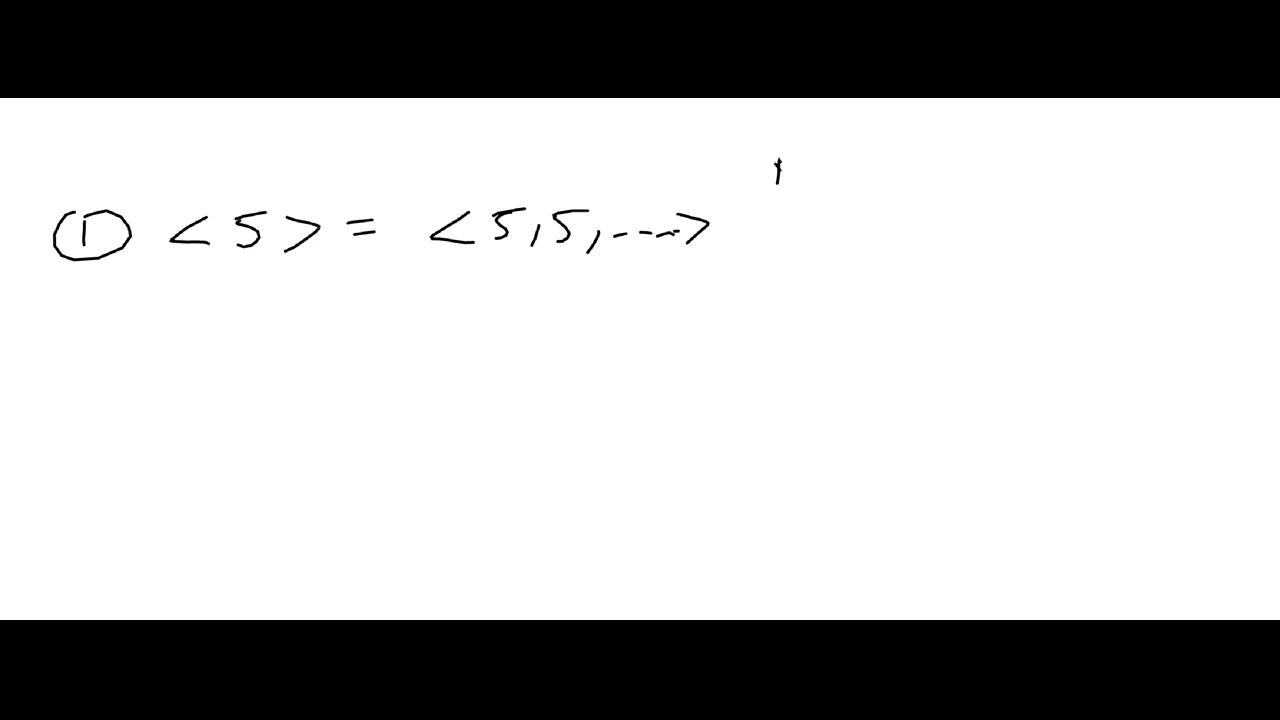 ① <5> = <5,5,.....>